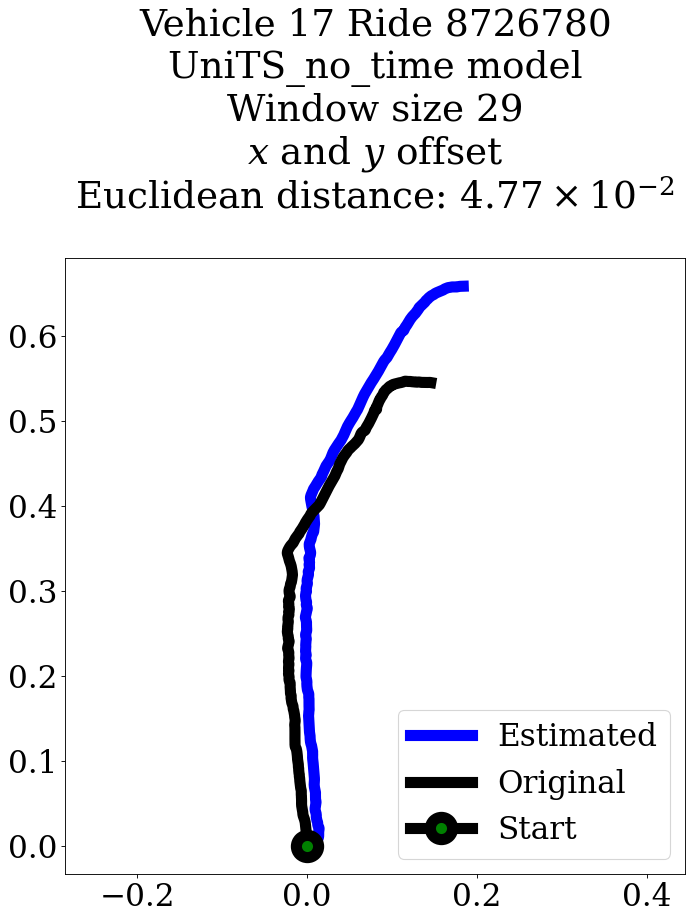 Vehicle 17 Ride 8726780
UniTS_no_time model
Window size 29
x and y offset
Euclidean distance: 4.77 × 10⁻²
0.6
0.5
0.4
0.3
0.2
0.1
0.0
−0.2
0.0
0.2
0.4
Estimated
Original
Start